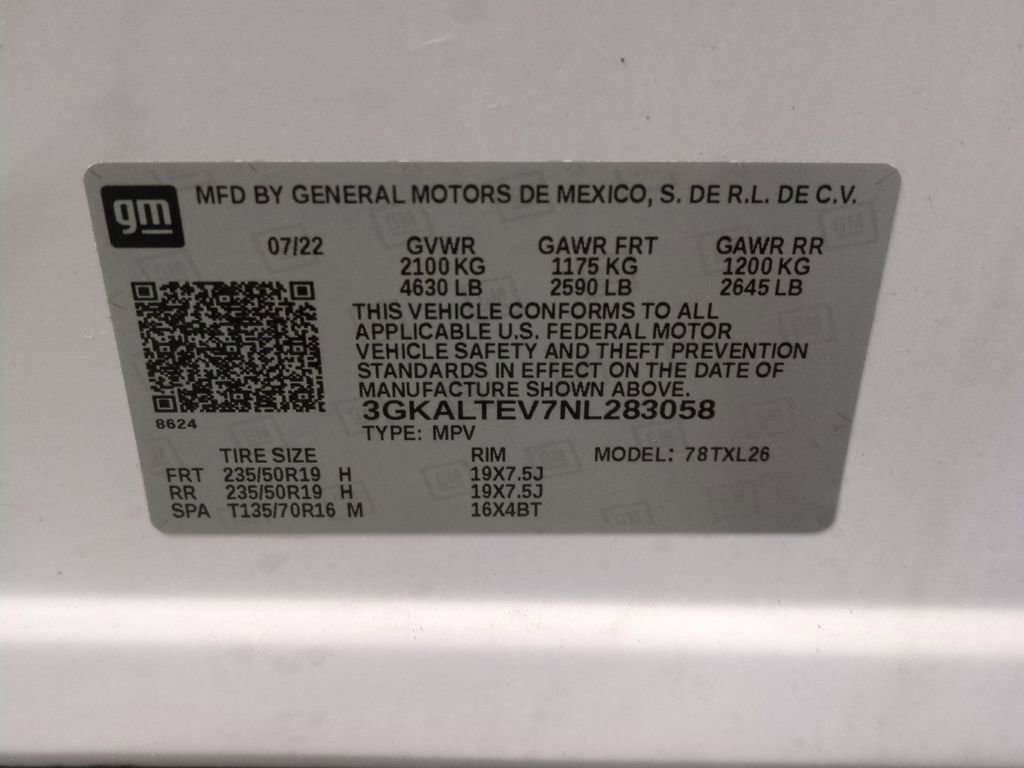 gm
MFD BY GENERAL MOTORS DE MEXICO, S. DE R.L. DE C.V.
07/22 GVWR GAWR FRT GAWR RR
2100 KG 1175 KG 1200 KG
4630 LB 2590 LB 2645 LB
THIS VEHICLE CONFORMS TO ALL
APPLICABLE U.S. FEDERAL MOTOR
VEHICLE SAFETY AND THEFT PREVENTION
STANDARDS IN EFFECT ON THE DATE OF
MANUFACTURE SHOWN ABOVE.
3GKALTEV7NL283058
8624
TYPE: MPV
TIRE SIZE RIM MODEL: 78TXL26
FRT 235/50R19 H 19X7.5J
RR 235/50R19 H 19X7.5J
SPA T135/70R16 M 16X4BT